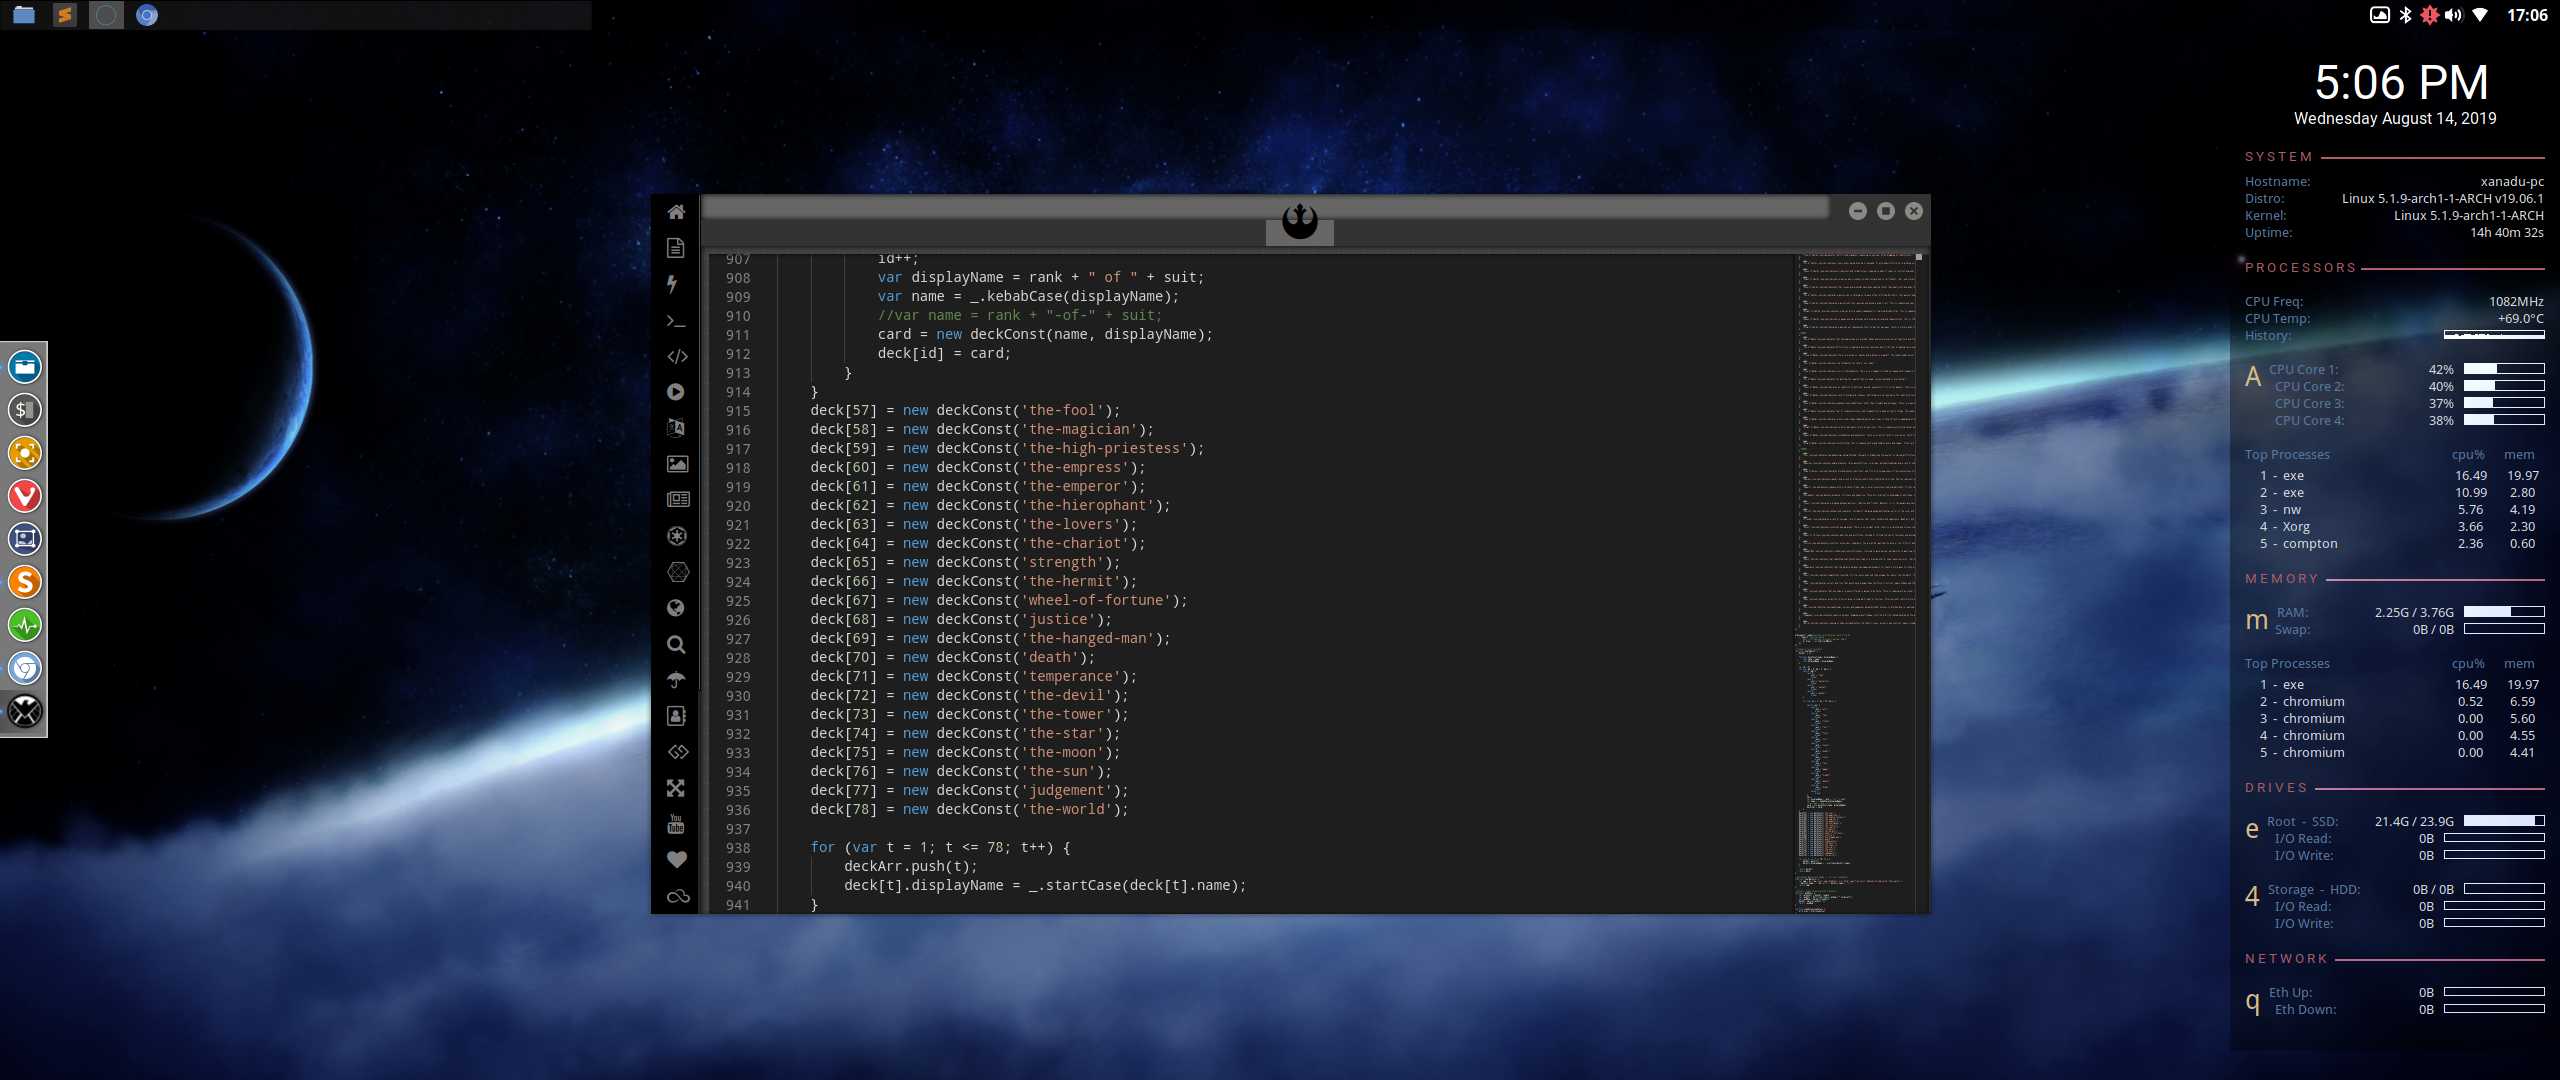 17:06
5:06 PM
Wednesday August 14, 2019
SYSTEM
Hostname: xanadu-pc
Distro: Linux 5.1.9-arch1-1-ARCH v19.06.1
Kernel: Linux 5.1.9-arch1-1-ARCH
Uptime: 14h 40m 32s
PROCESSORS
CPU Freq: 1082MHz
CPU Temp: +69.0°C
History:
A CPU Core 1: 42%
CPU Core 2: 40%
CPU Core 3: 37%
CPU Core 4: 38%
Top Processes cpu% mem
1 - exe 16.49 19.97
2 - exe 10.99 2.80
3 - nw 5.76 4.19
4 - Xorg 3.66 2.30
5 - compton 2.36 0.60
MEMORY
m RAM: 2.25G / 3.76G
Swap: 0B / 0B
Top Processes cpu% mem
1 - exe 16.49 19.97
2 - chromium 0.52 6.59
3 - chromium 0.00 5.60
4 - chromium 0.00 4.55
5 - chromium 0.00 4.41
DRIVES
e Root - SSD: 21.4G / 23.9G
I/O Read: 0B
I/O Write: 0B
4 Storage - HDD: 0B / 0B
I/O Read: 0B
I/O Write: 0B
NETWORK
q Eth Up: 0B
Eth Down: 0B
907 id++;
908 var displayName = rank + " of " + suit;
909 var name = _.kebabCase(displayName);
910 //var name = rank + "-of-" + suit;
911 card = new deckConst(name, displayName);
912 deck[id] = card;
913 }
914 }
915 deck[57] = new deckConst('the-fool');
916 deck[58] = new deckConst('the-magician');
917 deck[59] = new deckConst('the-high-priestess');
918 deck[60] = new deckConst('the-empress');
919 deck[61] = new deckConst('the-emperor');
920 deck[62] = new deckConst('the-hierophant');
921 deck[63] = new deckConst('the-lovers');
922 deck[64] = new deckConst('the-chariot');
923 deck[65] = new deckConst('strength');
924 deck[66] = new deckConst('the-hermit');
925 deck[67] = new deckConst('wheel-of-fortune');
926 deck[68] = new deckConst('justice');
927 deck[69] = new deckConst('the-hanged-man');
928 deck[70] = new deckConst('death');
929 deck[71] = new deckConst('temperance');
930 deck[72] = new deckConst('the-devil');
931 deck[73] = new deckConst('the-tower');
932 deck[74] = new deckConst('the-star');
933 deck[75] = new deckConst('the-moon');
934 deck[76] = new deckConst('the-sun');
935 deck[77] = new deckConst('judgement');
936 deck[78] = new deckConst('the-world');
937
938 for (var t = 1; t <= 78; t++) {
939 deckArr.push(t);
940 deck[t].displayName = _.startCase(deck[t].name);
941 }
You
Tube